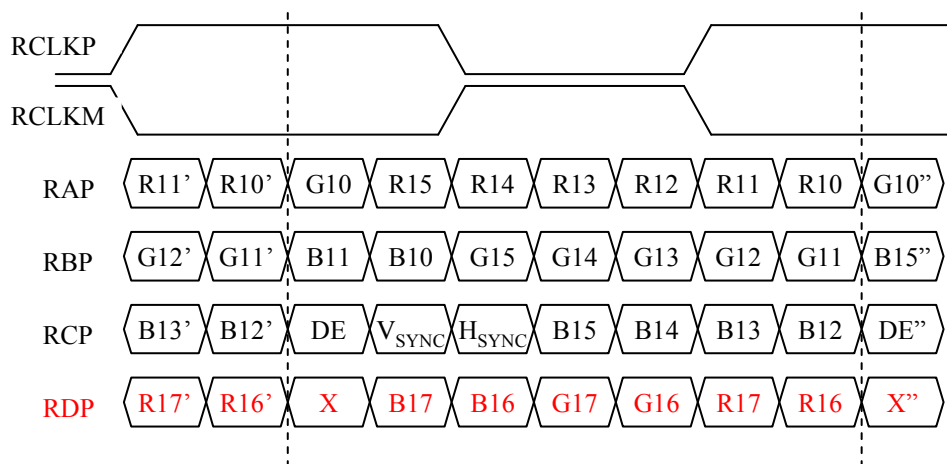 RCLKP
RCLKM
RAP R11’ R10’ G10 R15 R14 R13 R12 R11 R10 G10”
RBP G12’ G11’ B11 B10 G15 G14 G13 G12 G11 B15”
RCP B13’ B12’ DE VSYNC HSYNC B15 B14 B13 B12 DE”
RDP R17’ R16’ X B17 B16 G17 G16 R17 R16 X”